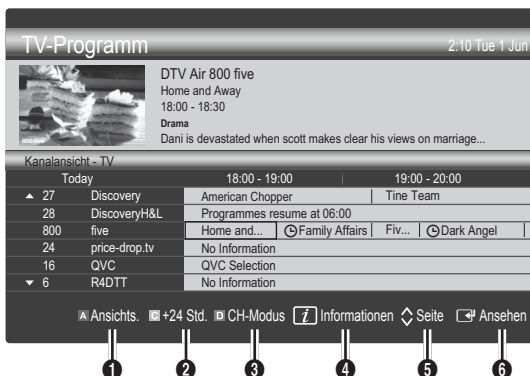 TV-Programm 2:10 Tue 1 Jun
DTV Air 800 five
Home and Away
18:00 - 18:30
Drama
Dani is devastated when scott makes clear his views on marriage...
800 five
Kanalansicht - TV
Today 18:00 - 19:00 19:00 - 20:00
▲ 27 Discovery American Chopper Tine Team
28 DiscoveryH&L Programmes resume at 06:00
800 five Home and... Family Affairs Fiv... Dark Angel
24 price-drop.tv No Information
16 QVC QVC Selection
▼ 6 R4DTT No Information
A Ansichts. C +24 Std. D CH-Modus i Informationen Seite Ansehen
1 2 3 4 5 6